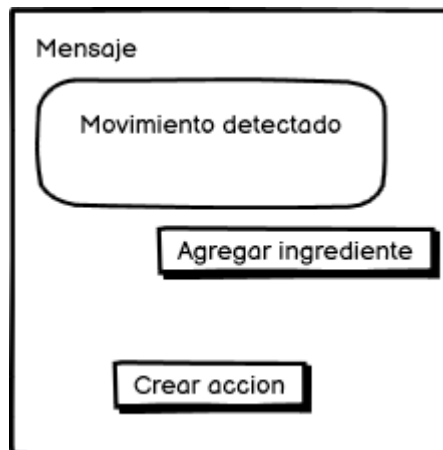 Mensaje
Movimiento detectado
Agregar ingrediente
Crear accion